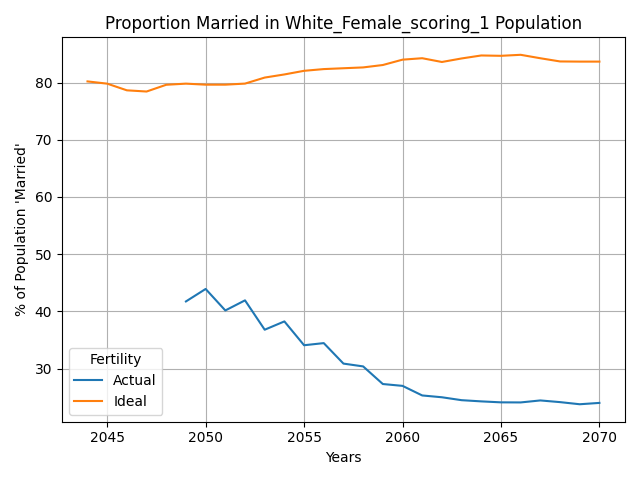 Proportion Married in White_Female_scoring_1 Population
% of Population 'Married'
80
70
60
50
40
30
Fertility
Actual
Ideal
2045 2050 2055 2060 2065 2070
Years